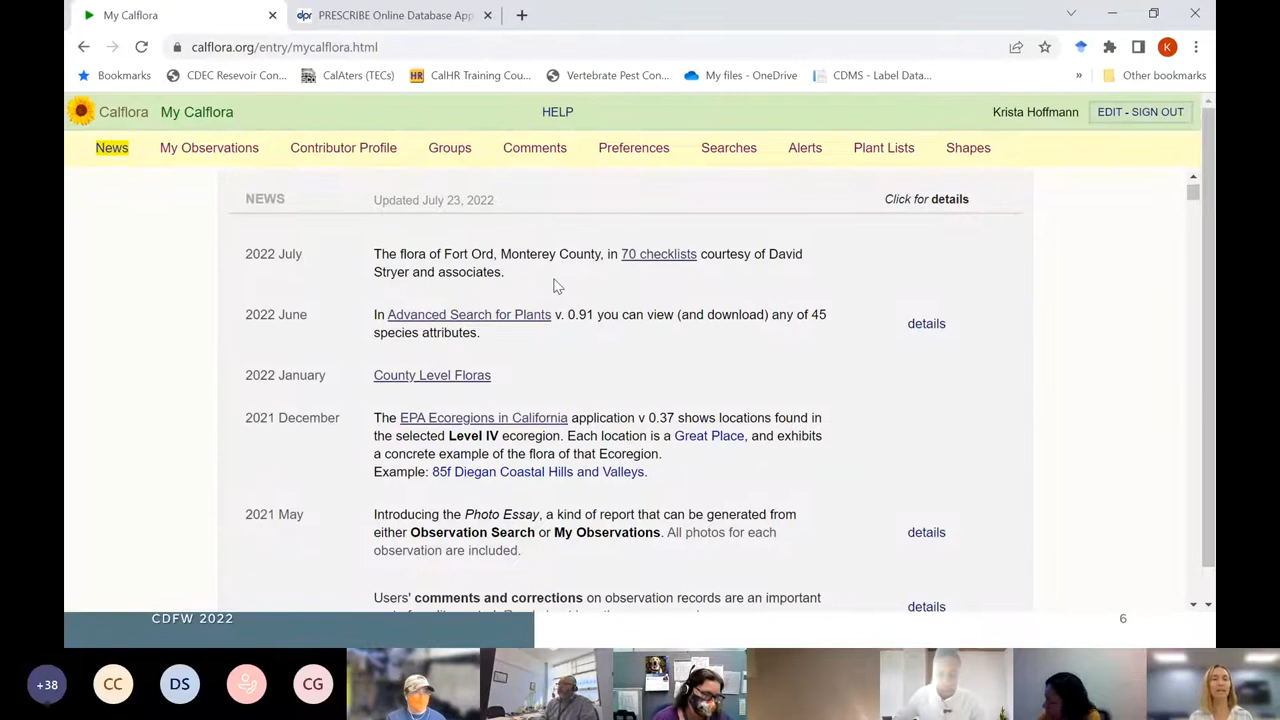 My Calflora
dpr PRESCRIBE Online Database App
calflora.org/entry/mycalflora.html
K
Bookmarks CDEC Resevoir Con... CalAters (TECs) HR CalHR Training Cou... Vertebrate Pest Con... My files - OneDrive CDMS - Label Data... » Other bookmarks
Calflora My Calflora HELP Krista Hoffmann EDIT - SIGN OUT
News My Observations Contributor Profile Groups Comments Preferences Searches Alerts Plant Lists Shapes
NEWS Updated July 23, 2022 Click for details
2022 July The flora of Fort Ord, Monterey County, in 70 checklists courtesy of David
Stryer and associates.
2022 June In Advanced Search for Plants v. 0.91 you can view (and download) any of 45
species attributes.
details
2022 January County Level Floras
2021 December The EPA Ecoregions in California application v 0.37 shows locations found in
the selected Level IV ecoregion. Each location is a Great Place, and exhibits
a concrete example of the flora of that Ecoregion.
Example: 85f Diegan Coastal Hills and Valleys.
2021 May Introducing the Photo Essay, a kind of report that can be generated from
either Observation Search or My Observations. All photos for each
observation are included.
details
Users' comments and corrections on observation records are an important
details
CDFW 2022 6
+38 CC DS CG